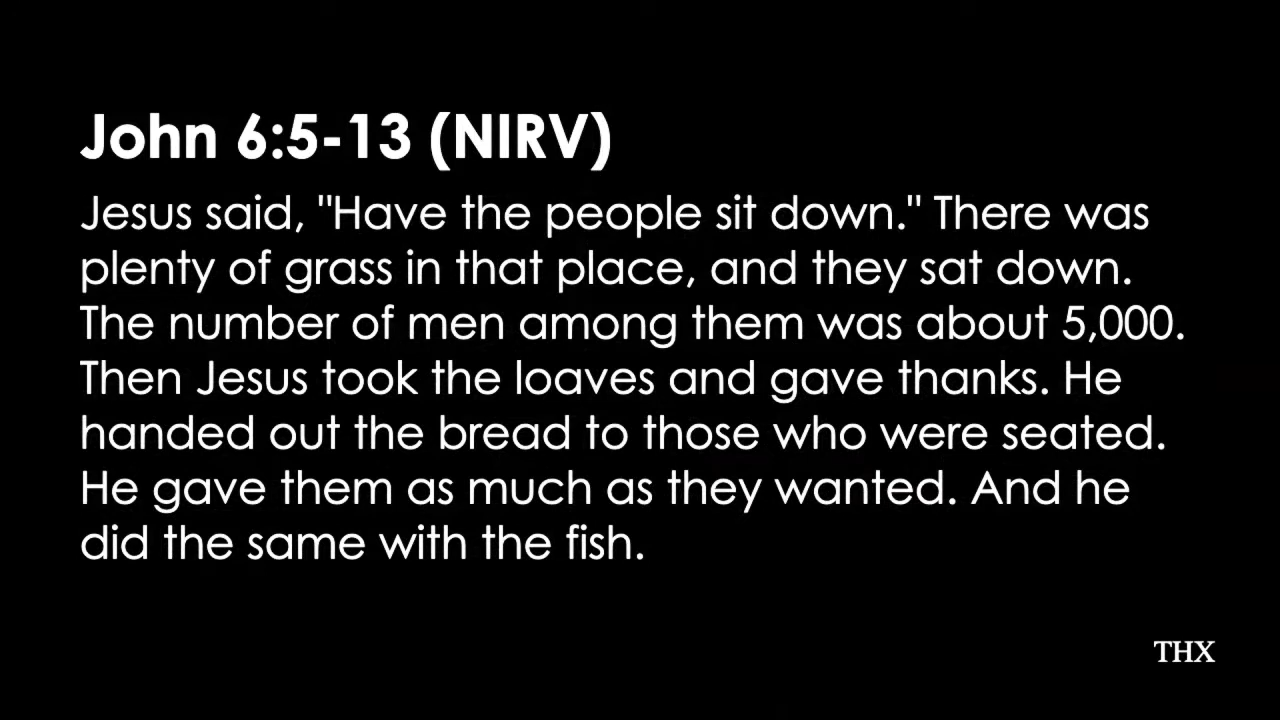 John 6:5-13 (NIRV)
Jesus said, "Have the people sit down." There was
plenty of grass in that place, and they sat down.
The number of men among them was about 5,000.
Then Jesus took the loaves and gave thanks. He
handed out the bread to those who were seated.
He gave them as much as they wanted. And he
did the same with the fish.
THX